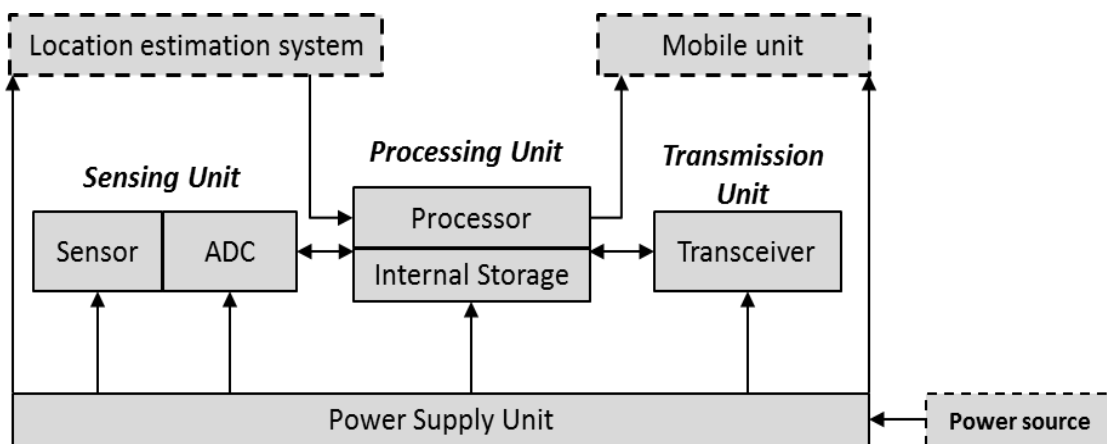 Location estimation system
Mobile unit
Processing Unit
Transmission
Unit
Sensing Unit
Processor
Sensor
ADC
Transceiver
Internal Storage
Power Supply Unit
Power source